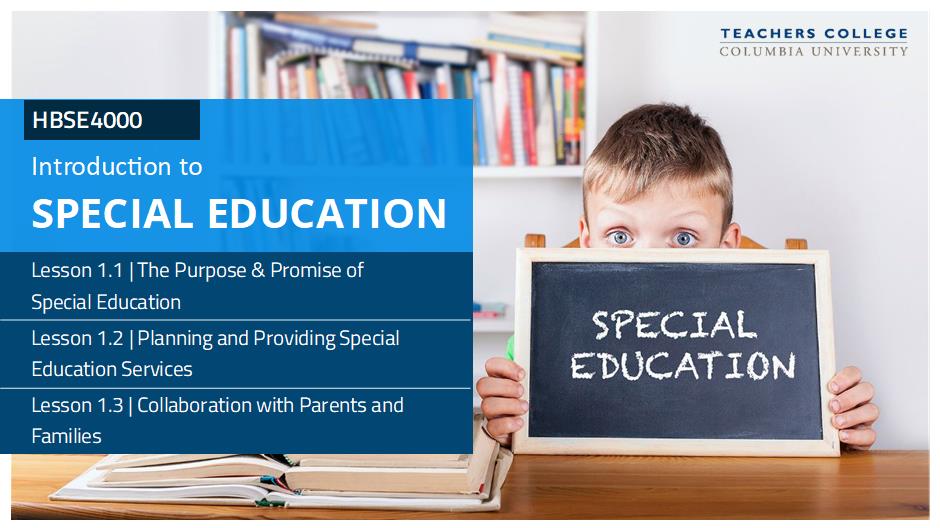 TEACHERS COLLEGE
COLUMBIA UNIVERSITY
HBSE4000
Introduction to
SPECIAL EDUCATION
Lesson 1.1 | The Purpose & Promise of
Special Education
Lesson 1.2 | Planning and Providing Special
Education Services
Lesson 1.3 | Collaboration with Parents and
Families
SPECIAL
EDUCATION